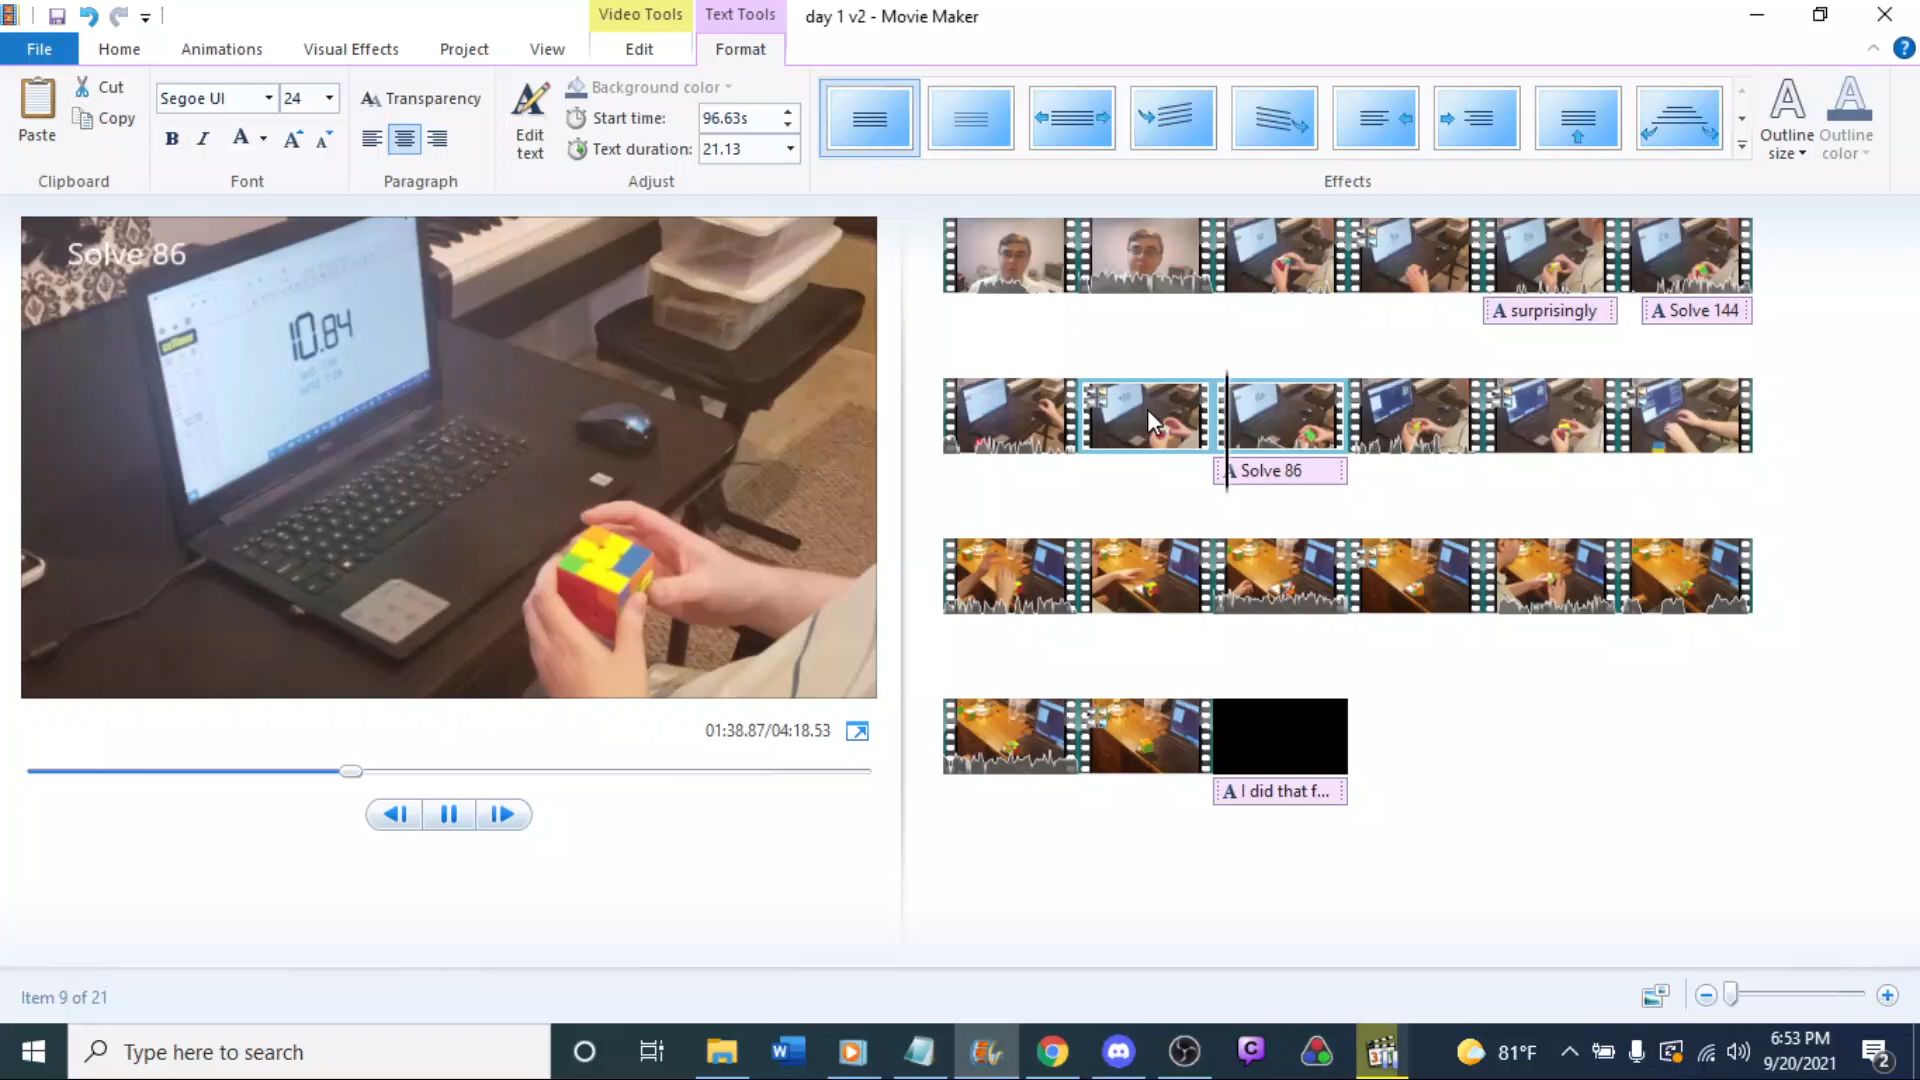 Video Tools
Text Tools
day 1 v2 - Movie Maker
File
Home
Animations
Visual Effects
Project
View
Edit
Format
Paste
Cut
Copy
Clipboard
Segoe UI
24
Font
Transparency
Paragraph
Edit text
Background color
Start time:
96.63s
Text duration:
21.13
Adjust
Effects
Outline size
Outline color
Solve 86
10.84
surprisingly
Solve 144
Solve 86
I did that f...
01:38.87/04:18.53
Item 9 of 21
Type here to search
81°F
6:53 PM
9/20/2021
2